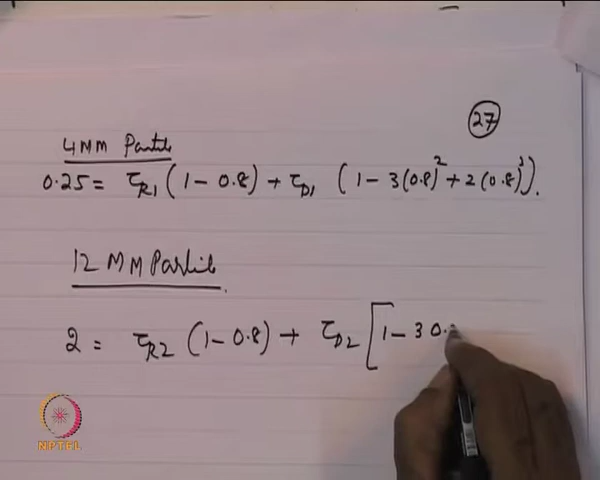 27
4MM Particle
0.25 = τR1 (1 - 0.8) + τD1 (1 - 3(0.8)² + 2(0.8)³).
12 MM Particle.
2 = τR2 (1 - 0.8) + τD2 [1 - 3 0.
NPTEL